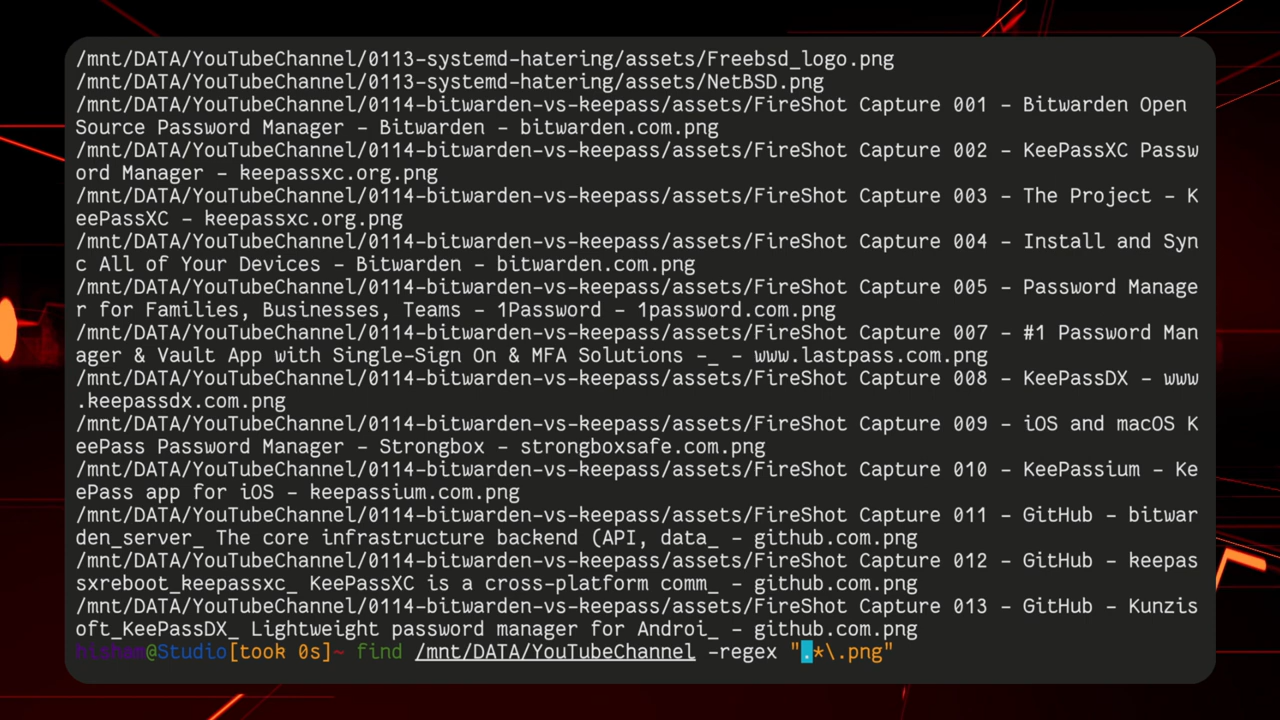 /mnt/DATA/YouTubeChannel/0113-systemd-hatering/assets/Freebsd_logo.png
/mnt/DATA/YouTubeChannel/0113-systemd-hatering/assets/NetBSD.png
/mnt/DATA/YouTubeChannel/0114-bitwarden-vs-keepass/assets/FireShot Capture 001 - Bitwarden Open
Source Password Manager - Bitwarden - bitwarden.com.png
/mnt/DATA/YouTubeChannel/0114-bitwarden-vs-keepass/assets/FireShot Capture 002 - KeePassXC Passw
ord Manager - keepassxc.org.png
/mnt/DATA/YouTubeChannel/0114-bitwarden-vs-keepass/assets/FireShot Capture 003 - The Project - K
eePassXC - keepassxc.org.png
/mnt/DATA/YouTubeChannel/0114-bitwarden-vs-keepass/assets/FireShot Capture 004 - Install and Syn
c All of Your Devices - Bitwarden - bitwarden.com.png
/mnt/DATA/YouTubeChannel/0114-bitwarden-vs-keepass/assets/FireShot Capture 005 - Password Manage
r for Families, Businesses, Teams - 1Password - 1password.com.png
/mnt/DATA/YouTubeChannel/0114-bitwarden-vs-keepass/assets/FireShot Capture 007 - #1 Password Man
ager & Vault App with Single-Sign On & MFA Solutions -_ - www.lastpass.com.png
/mnt/DATA/YouTubeChannel/0114-bitwarden-vs-keepass/assets/FireShot Capture 008 - KeePassDX - www
.keepassdx.com.png
/mnt/DATA/YouTubeChannel/0114-bitwarden-vs-keepass/assets/FireShot Capture 009 - iOS and macOS K
eePass Password Manager - Strongbox - strongboxsafe.com.png
/mnt/DATA/YouTubeChannel/0114-bitwarden-vs-keepass/assets/FireShot Capture 010 - KeePassium - Ke
ePass app for iOS - keepassium.com.png
/mnt/DATA/YouTubeChannel/0114-bitwarden-vs-keepass/assets/FireShot Capture 011 - GitHub - bitwar
den_server_ The core infrastructure backend (API, data_ - github.com.png
/mnt/DATA/YouTubeChannel/0114-bitwarden-vs-keepass/assets/FireShot Capture 012 - GitHub - keepas
sxreboot_keepassxc_ KeePassXC is a cross-platform comm_ - github.com.png
/mnt/DATA/YouTubeChannel/0114-bitwarden-vs-keepass/assets/FireShot Capture 013 - GitHub - Kunzis
oft_KeePassDX_ Lightweight password manager for Androi_ - github.com.png
hisham@Studio[took 0s]~ find /mnt/DATA/YouTubeChannel -regex ".*\.png"